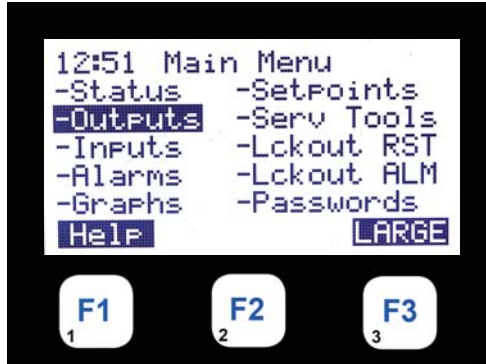 12:51 Main Menu
-Status -Setpoints
-Outputs -Serv Tools
-Inputs -Lckout RST
-Alarms -Lckout ALM
-Graphs -Passwords
Help LARGE
F1 F2 F3
1 2 3